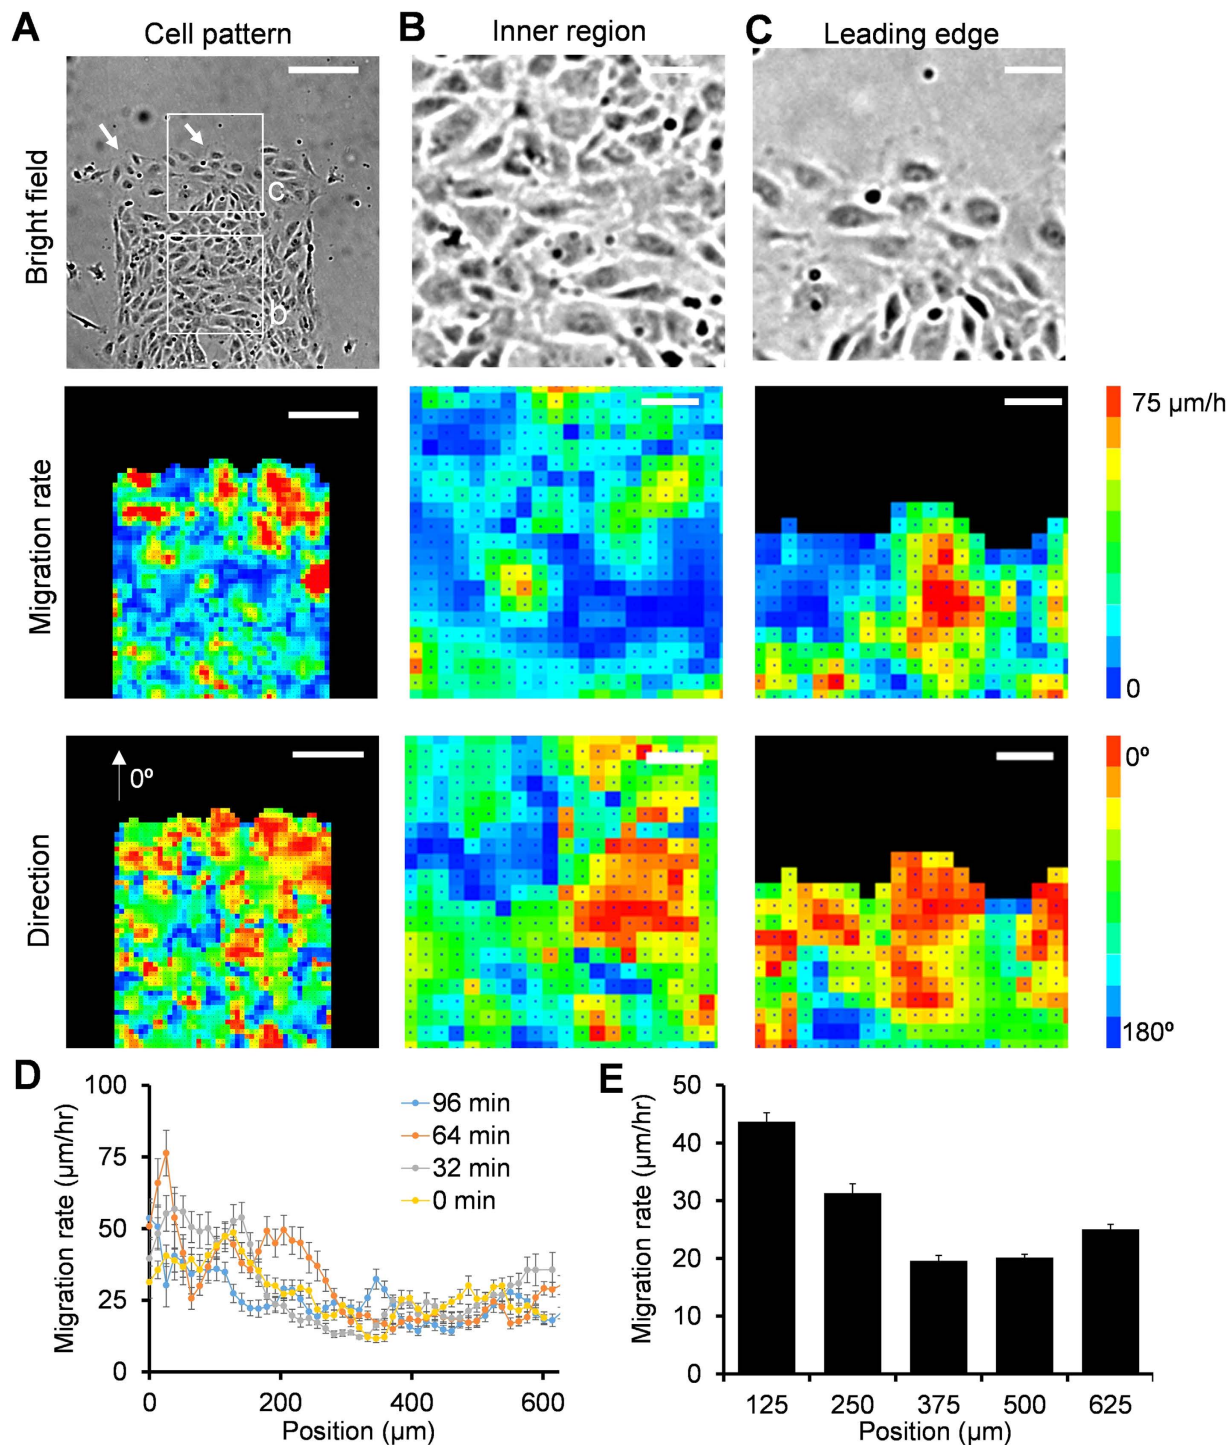 A
Cell pattern
B
Inner region
C
Leading edge
Bright field
c
b
Migration rate
75 µm/h
0
Direction
0º
0º
180º
D
Migration rate (µm/hr)
100
75
50
25
0
96 min
64 min
32 min
0 min
0
200
400
600
Position (µm)
E
Migration rate (µm/hr)
50
40
30
20
10
0
125
250
375
500
625
Position (µm)